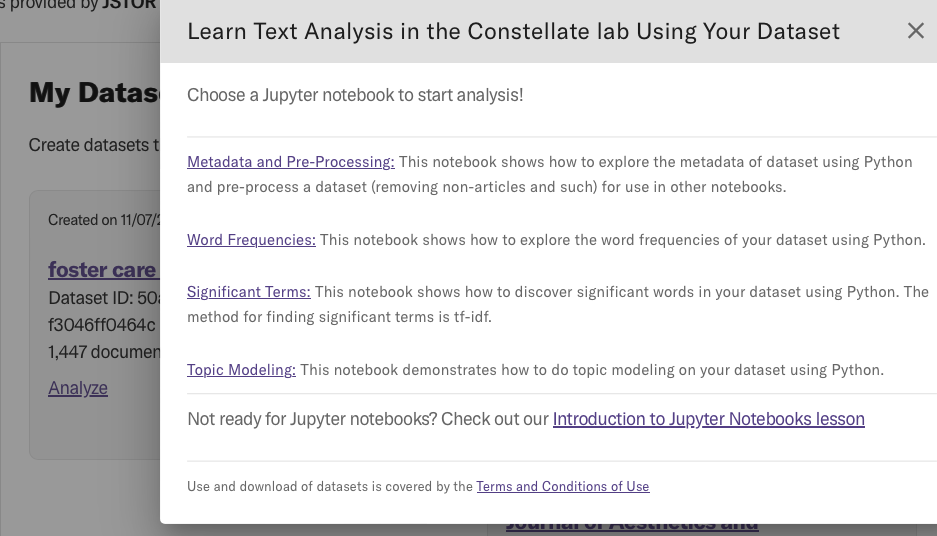 s provided by JSTOR
Learn Text Analysis in the Constellate lab Using Your Dataset
My Datase
Choose a Jupyter notebook to start analysis!
Create datasets t
Metadata and Pre-Processing: This notebook shows how to explore the metadata of dataset using Python
and pre-process a dataset (removing non-articles and such) for use in other notebooks.
Created on 11/07/2
Word Frequencies: This notebook shows how to explore the word frequencies of your dataset using Python.
foster care
Dataset ID: 50a
f3046ff0464c
1,447 documen
Analyze
Significant Terms: This notebook shows how to discover significant words in your dataset using Python. The
method for finding significant terms is tf-idf.
Topic Modeling: This notebook demonstrates how to do topic modeling on your dataset using Python.
Not ready for Jupyter notebooks? Check out our Introduction to Jupyter Notebooks lesson
Use and download of datasets is covered by the Terms and Conditions of Use
Journal of Aesthetics and